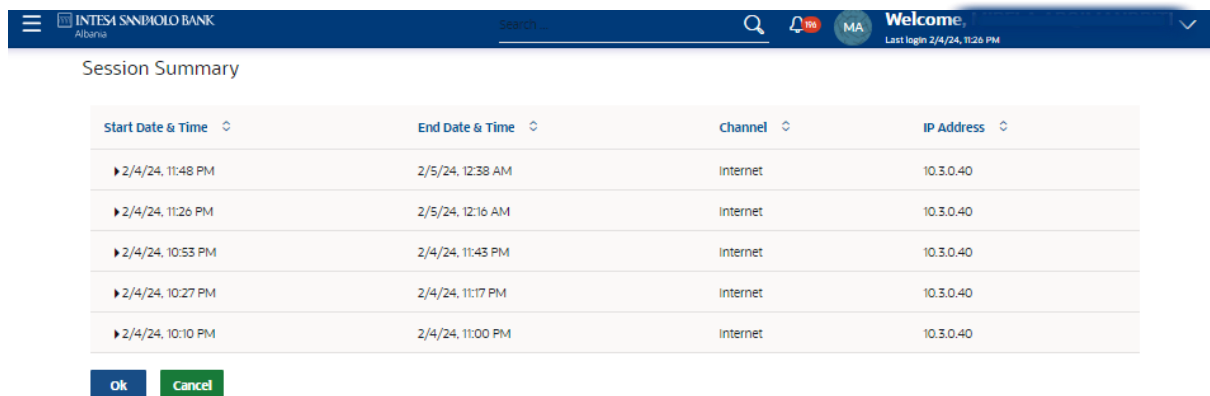 INTESA SANPAOLO BANK
Albania
Search...
196
MA
Welcome,
Last login 2/4/24, 11:26 PM
Session Summary
Start Date & Time End Date & Time Channel IP Address
2/4/24, 11:48 PM 2/5/24, 12:38 AM Internet 10.3.0.40
2/4/24, 11:26 PM 2/5/24, 12:16 AM Internet 10.3.0.40
2/4/24, 10:53 PM 2/4/24, 11:43 PM Internet 10.3.0.40
2/4/24, 10:27 PM 2/4/24, 11:17 PM Internet 10.3.0.40
2/4/24, 10:10 PM 2/4/24, 11:00 PM Internet 10.3.0.40
Ok Cancel